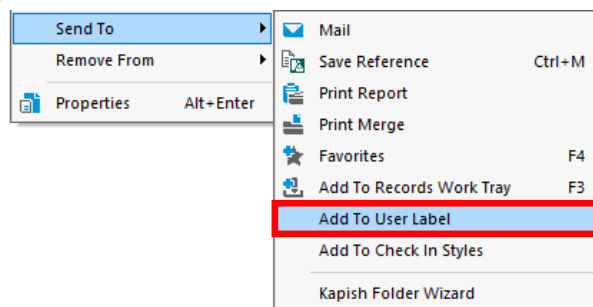 Send To
Remove From
Properties Alt+Enter
Mail
Save Reference Ctrl+M
Print Report
Print Merge
Favorites F4
Add To Records Work Tray F3
Add To User Label
Add To Check In Styles
Kapish Folder Wizard